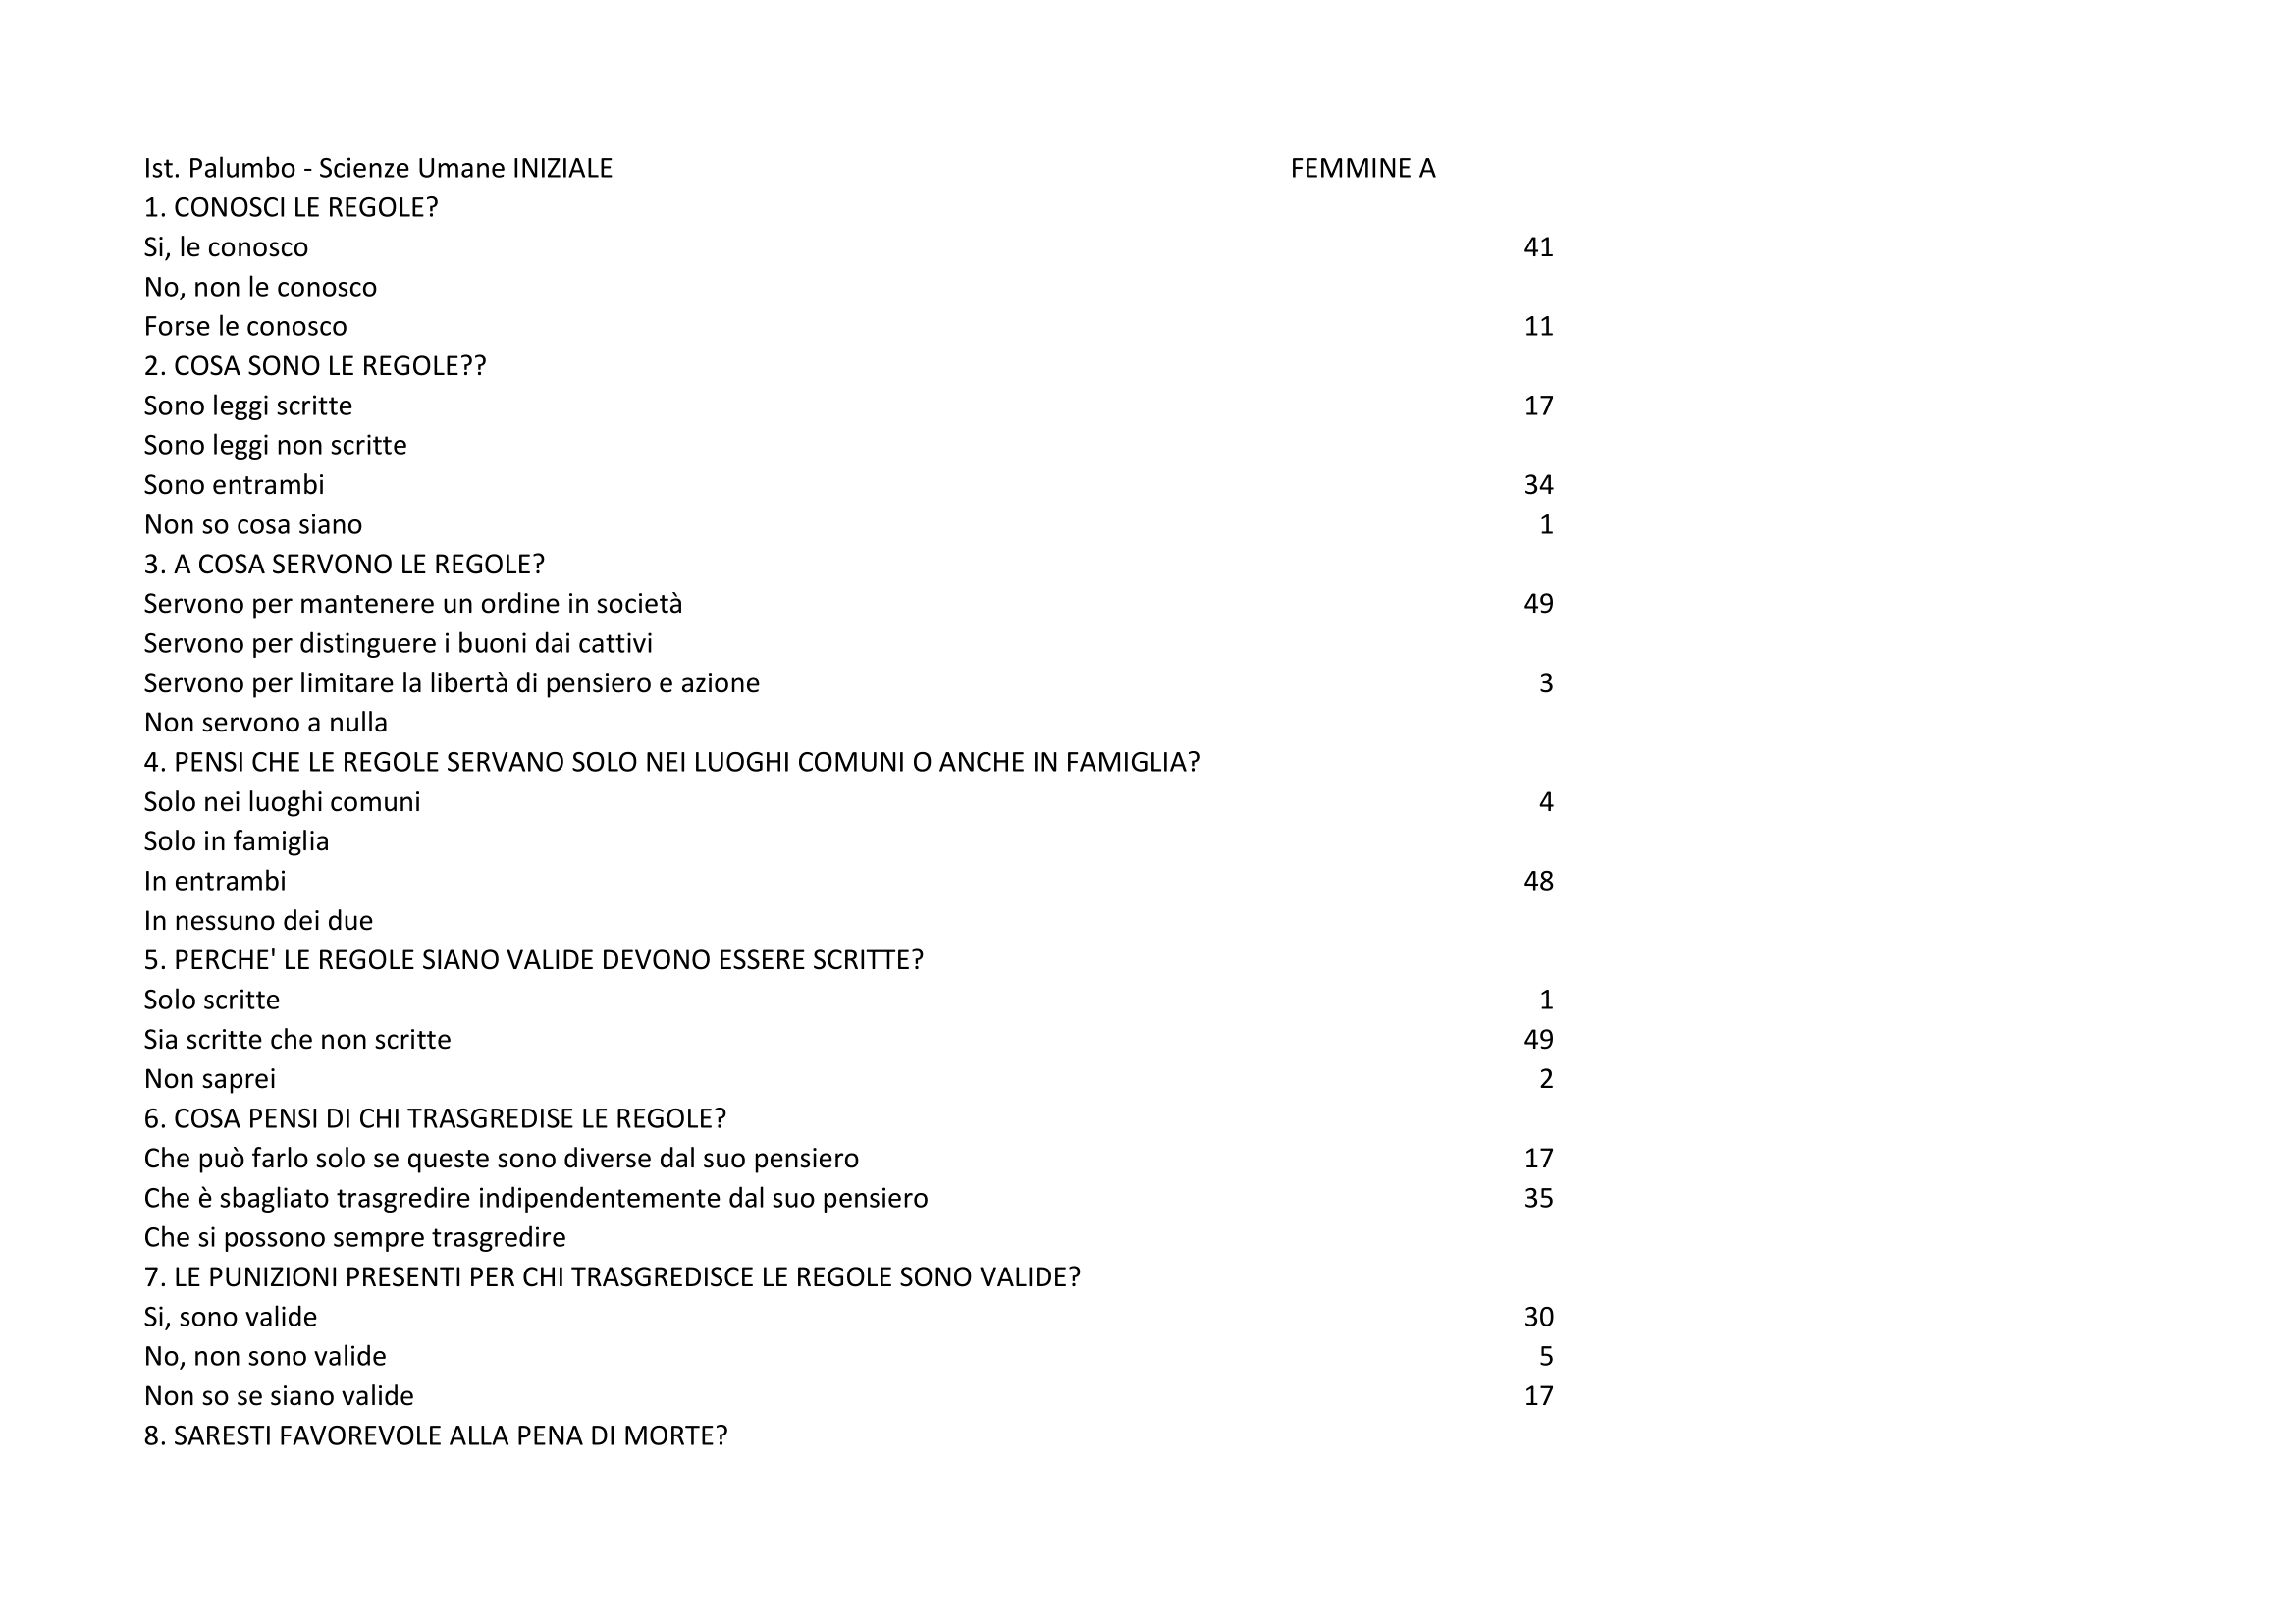 Ist. Palumbo - Scienze Umane INIZIALE FEMMINE A
1. CONOSCI LE REGOLE?
Si, le conosco 41
No, non le conosco
Forse le conosco 11
2. COSA SONO LE REGOLE??
Sono leggi scritte 17
Sono leggi non scritte
Sono entrambi 34
Non so cosa siano 1
3. A COSA SERVONO LE REGOLE?
Servono per mantenere un ordine in società 49
Servono per distinguere i buoni dai cattivi
Servono per limitare la libertà di pensiero e azione 3
Non servono a nulla
4. PENSI CHE LE REGOLE SERVANO SOLO NEI LUOGHI COMUNI O ANCHE IN FAMIGLIA?
Solo nei luoghi comuni 4
Solo in famiglia
In entrambi 48
In nessuno dei due
5. PERCHE' LE REGOLE SIANO VALIDE DEVONO ESSERE SCRITTE?
Solo scritte 1
Sia scritte che non scritte 49
Non saprei 2
6. COSA PENSI DI CHI TRASGREDISE LE REGOLE?
Che può farlo solo se queste sono diverse dal suo pensiero 17
Che è sbagliato trasgredire indipendentemente dal suo pensiero 35
Che si possono sempre trasgredire
7. LE PUNIZIONI PRESENTI PER CHI TRASGREDISCE LE REGOLE SONO VALIDE?
Si, sono valide 30
No, non sono valide 5
Non so se siano valide 17
8. SARESTI FAVOREVOLE ALLA PENA DI MORTE?